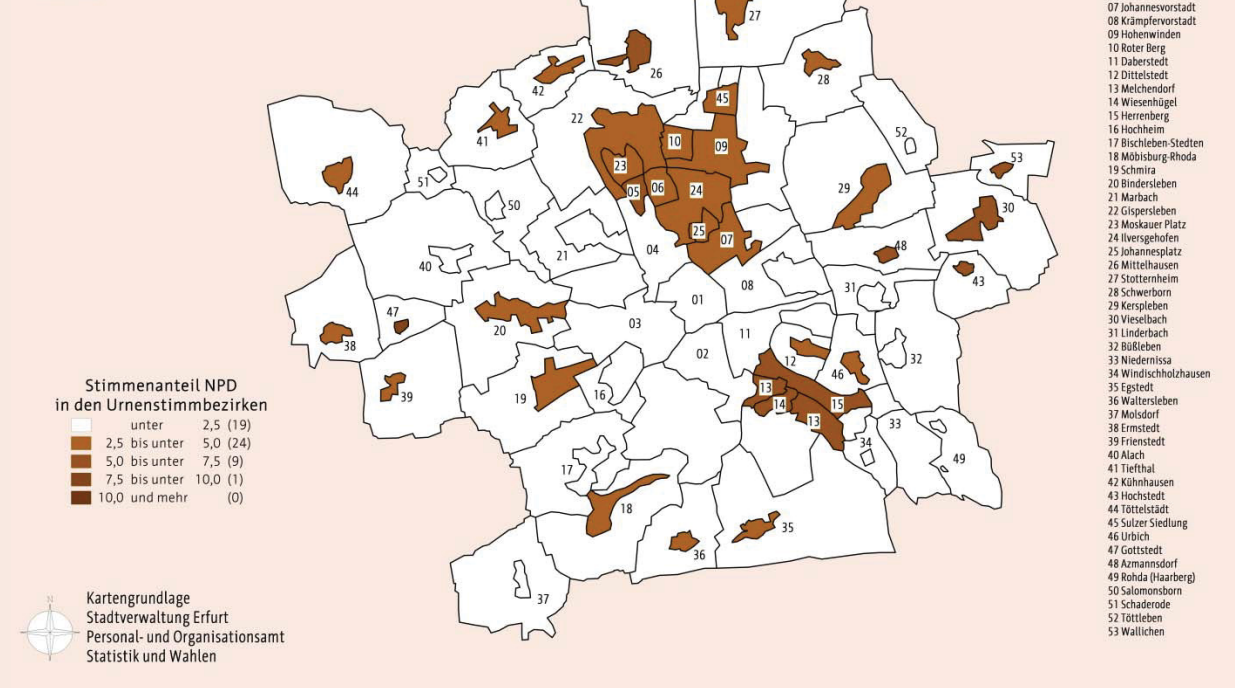 27
26
28
42
45
22
41
10
09
52
23
53
51
05
06
24
29
44
50
30
25
07
48
04
21
40
43
08
31
01
47
20
03
11
38
02
12
32
46
39
19
16
13
14
15
13
33
34
17
49
18
35
36
37
Stimmenanteil NPD
in den Urnenstimmbezirken
unter 2,5 (19)
2,5 bis unter 5,0 (24)
5,0 bis unter 7,5 (9)
7,5 bis unter 10,0 (1)
10,0 und mehr (0)
N
Kartengrundlage
Stadtverwaltung Erfurt
Personal- und Organisationsamt
Statistik und Wahlen
07 Johannesvorstadt
08 Krämpfervorstadt
09 Hohenwinden
10 Roter Berg
11 Daberstedt
12 Dittelstedt
13 Melchendorf
14 Wiesenhügel
15 Herrenberg
16 Hochheim
17 Bischleben-Stedten
18 Möbisburg-Rhoda
19 Schmira
20 Bindersleben
21 Marbach
22 Gispersleben
23 Moskauer Platz
24 Ilversgehofen
25 Johannesplatz
26 Mittelhausen
27 Stotternheim
28 Schwerborn
29 Kerspleben
30 Vieselbach
31 Linderbach
32 Büßleben
33 Niedernissa
34 Windischholzhausen
35 Egstedt
36 Waltersleben
37 Molsdorf
38 Ermstedt
39 Frienstedt
40 Alach
41 Tiefthal
42 Kühnhausen
43 Hochstedt
44 Töttelstädt
45 Sulzer Siedlung
46 Urbich
47 Gottstedt
48 Azmannsdorf
49 Rohda (Haarberg)
50 Salomonsborn
51 Schaderode
52 Töttleben
53 Wallichen